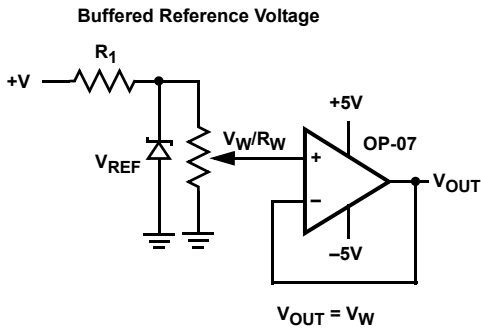 Buffered Reference Voltage
R1
+V
+5V
VW/RW
OP-07
+
VREF
VOUT
–
–5V
VOUT = VW